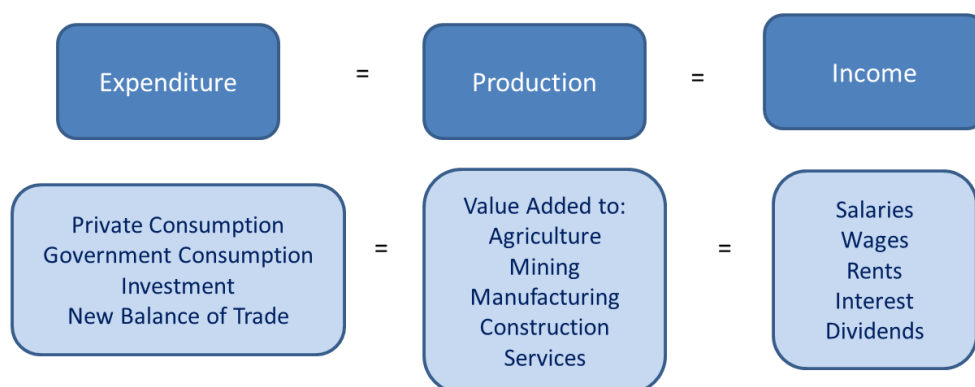 Expenditure
=
Production
=
Income
Private Consumption
Government Consumption
Investment
New Balance of Trade
=
Value Added to:
Agriculture
Mining
Manufacturing
Construction
Services
=
Salaries
Wages
Rents
Interest
Dividends